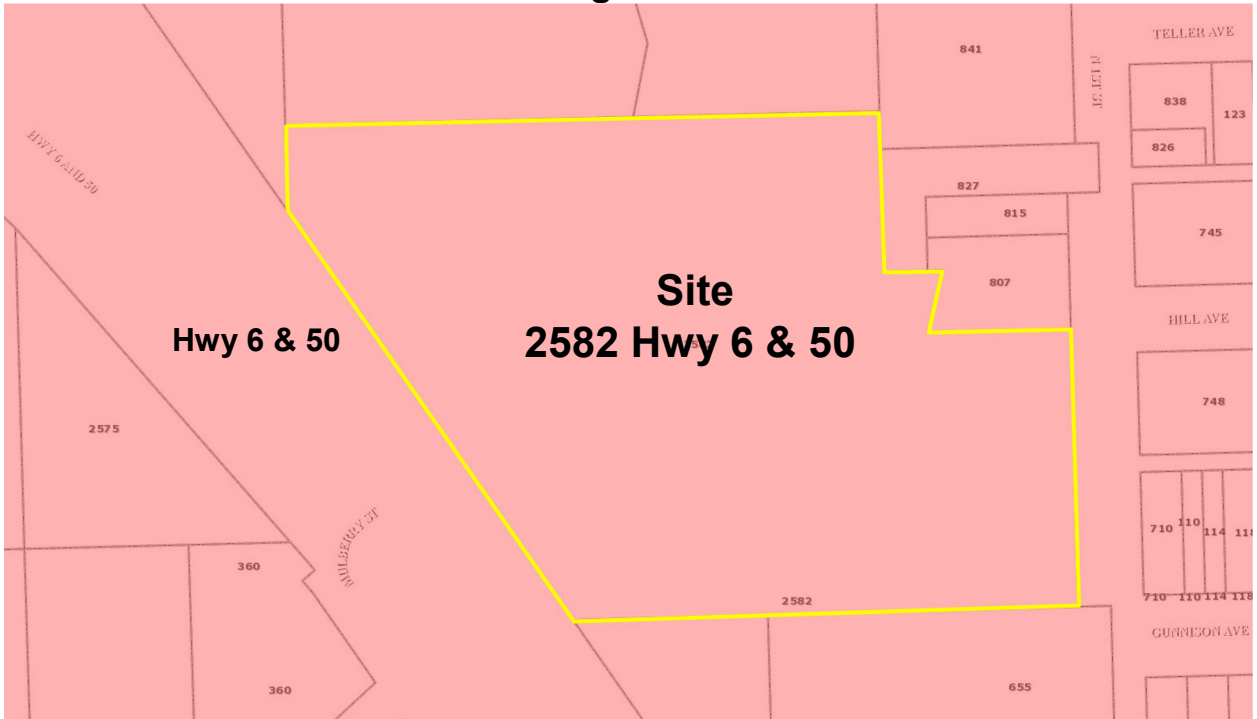 g
TELLER AVE
841
N 1ST ST
838
123
826
HWY 6 AND 50
827
815
745
807
Site
2582 Hwy 6 & 50
HILL AVE
Hwy 6 & 50
748
2575
710
110
114
118
MULBERRY ST
360
2582
710
110
114
118
GUNNISON AVE
655
360